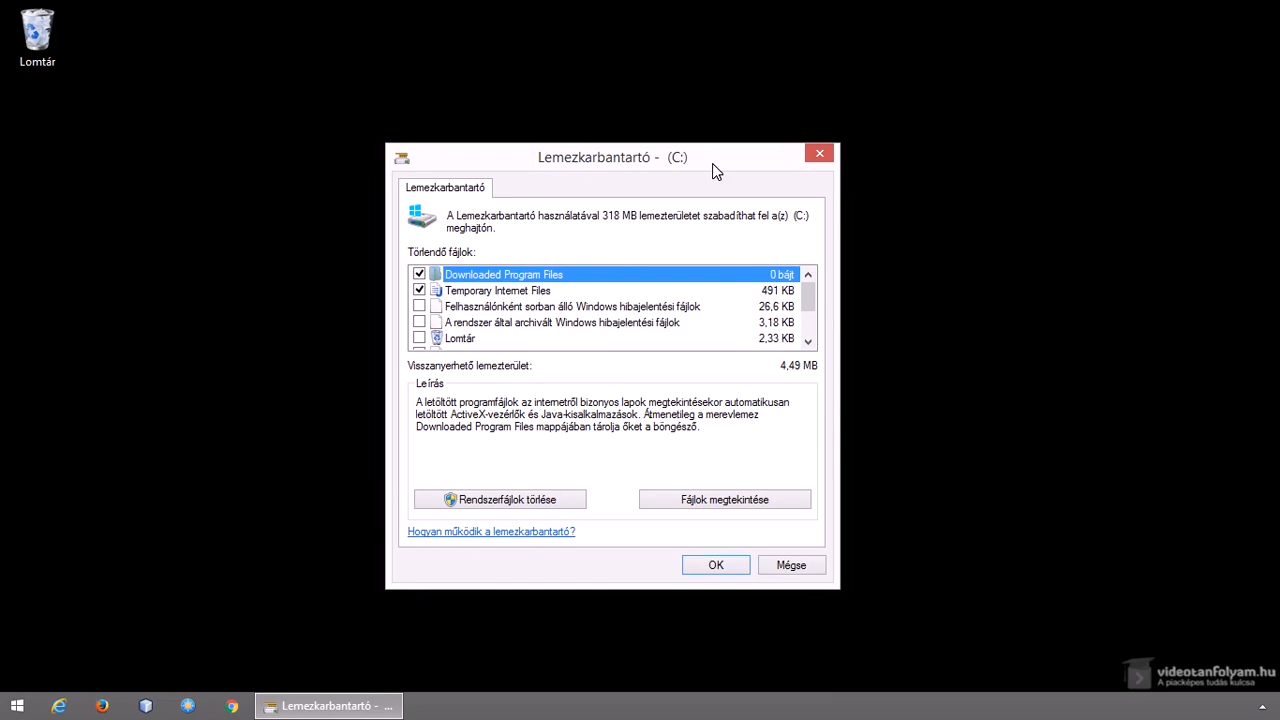 Lomtár
Lemezkarbantartó -  (C:)
Lemezkarbantartó
A Lemezkarbantartó használatával 318 MB lemezterületet szabadíthat fel a(z)  (C:)
meghajtón.
Törlendő fájlok:
Downloaded Program Files 0 bájt
Temporary Internet Files 491 KB
Felhasználónként sorban álló Windows hibajelentési fájlok 26,6 KB
A rendszer által archivált Windows hibajelentési fájlok 3,18 KB
Lomtár 2,33 KB
Visszanyerhető lemezterület: 4,49 MB
Leírás
A letöltött programfájlok az internetről bizonyos lapok megtekintésekor automatikusan
letöltött ActiveX-vezérlők és Java-kisalkalmazások. Átmenetileg a merevlemez
Downloaded Program Files mappájában tárolja őket a böngésző.
Rendszerfájlok törlése Fájlok megtekintése
Hogyan működik a lemezkarbantartó?
OK Mégse
videotanfolyam.hu
A piacképes tudás kulcsa
Lemezkarbantartó - ...